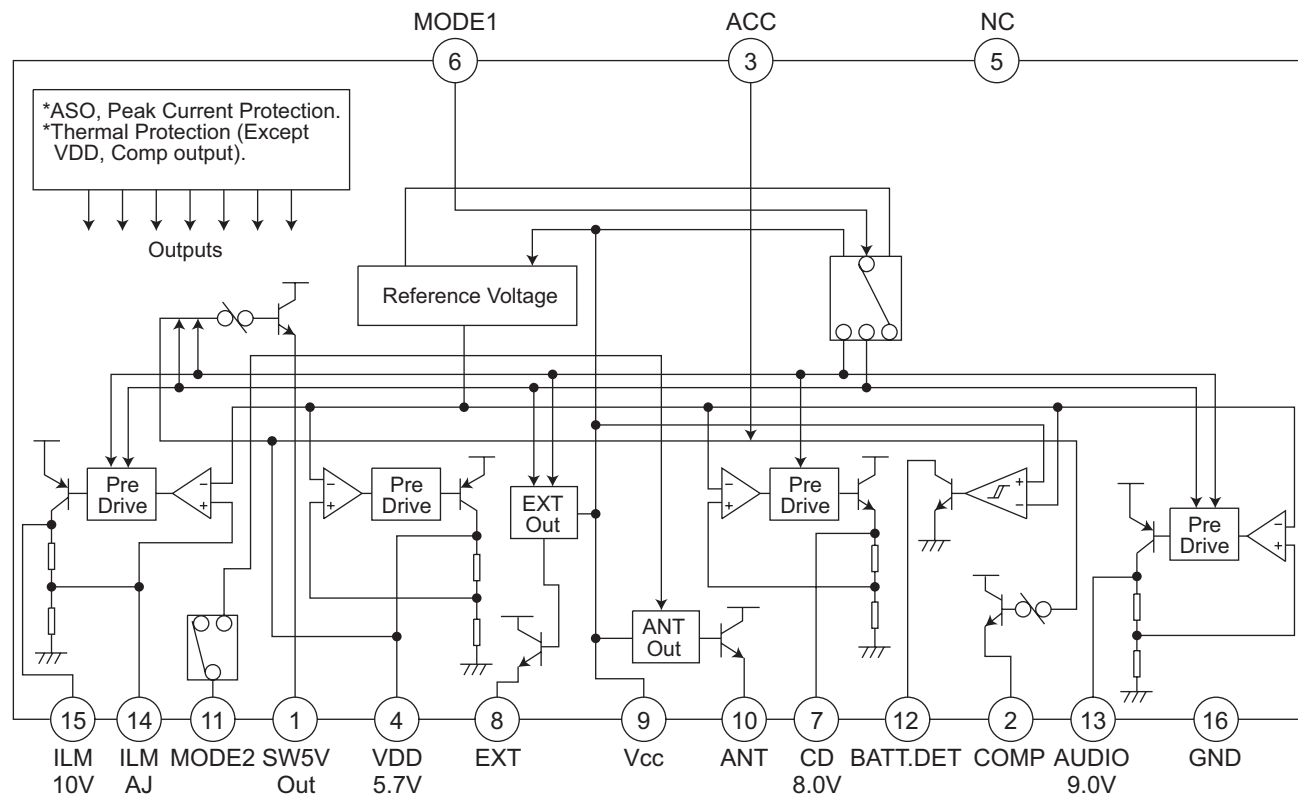 MODE1 ACC NC
6 3 5
*ASO, Peak Current Protection.
*Thermal Protection (Except
VDD, Comp output).
Outputs
Reference Voltage
Pre
Drive
-
+
-
+
Pre
Drive
EXT
Out
-
+
Pre
Drive
+
-
Pre
Drive
-
+
ANT
Out
15 14 11 1 4 8 9 10 7 12 2 13 16
ILM ILM MODE2 SW5V VDD EXT Vcc ANT CD BATT.DET COMP AUDIO GND
10V AJ Out 5.7V 8.0V 9.0V